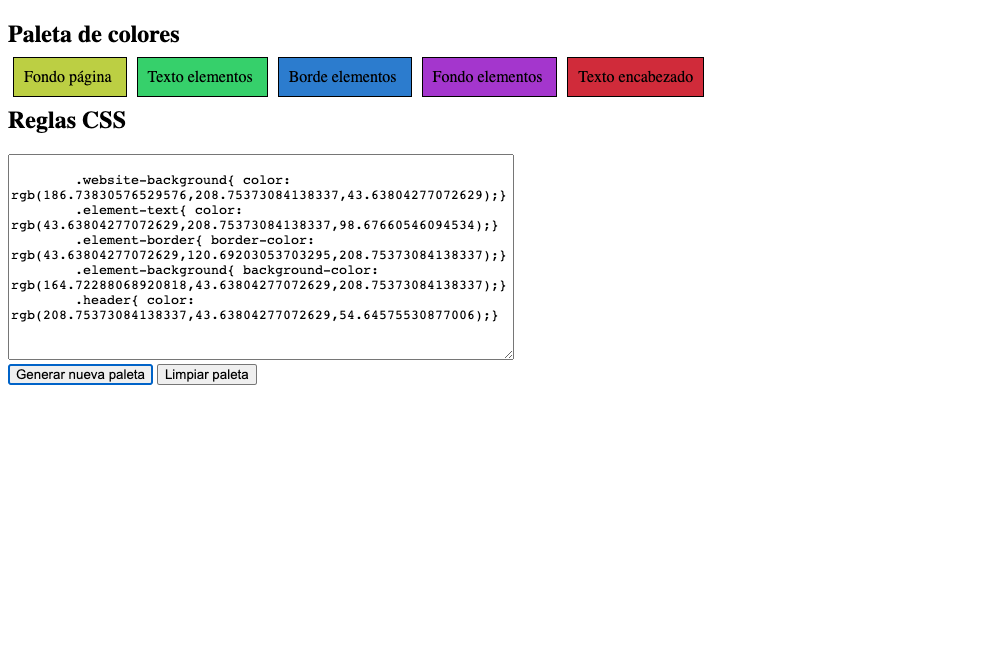 Paleta de colores
Fondo página Texto elementos Borde elementos Fondo elementos Texto encabezado
Reglas CSS
.website-background{ color:
rgb(186.73830576529576,208.75373084138337,43.63804277072629);}
.element-text{ color:
rgb(43.63804277072629,208.75373084138337,98.67660546094534);}
.element-border{ border-color:
rgb(43.63804277072629,120.69203053703295,208.75373084138337);}
.element-background{ background-color:
rgb(164.72288068920818,43.63804277072629,208.75373084138337);}
.header{ color:
rgb(208.75373084138337,43.63804277072629,54.64575530877006);}
Generar nueva paleta Limpiar paleta